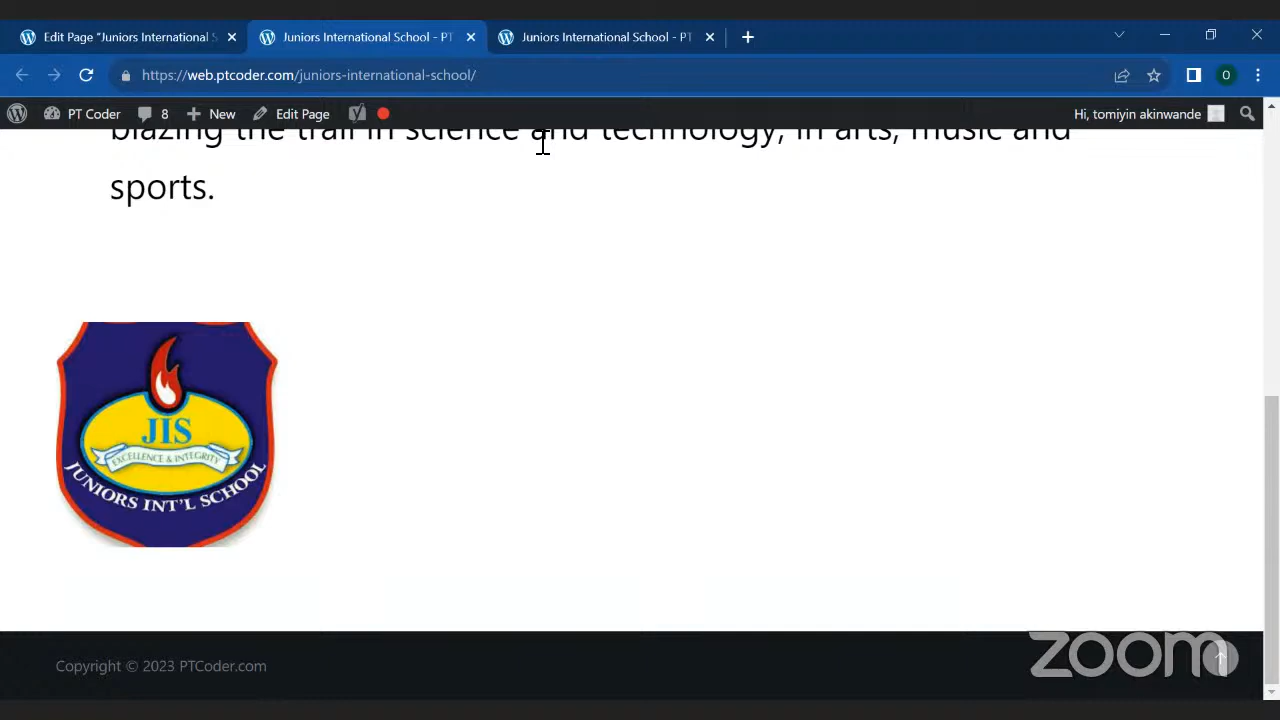 Edit Page "Juniors International S
Juniors International School - PT
Juniors International School - PT
https://web.ptcoder.com/juniors-international-school/
O
PT Coder
8
New
Edit Page
Hi, tomiyin akinwande
blazing the trail in science and technology, in arts, music and
sports.
JIS
EXCELLENCE & INTEGRITY
JUNIORS INT'L SCHOOL
Copyright © 2023 PTCoder.com
zoom